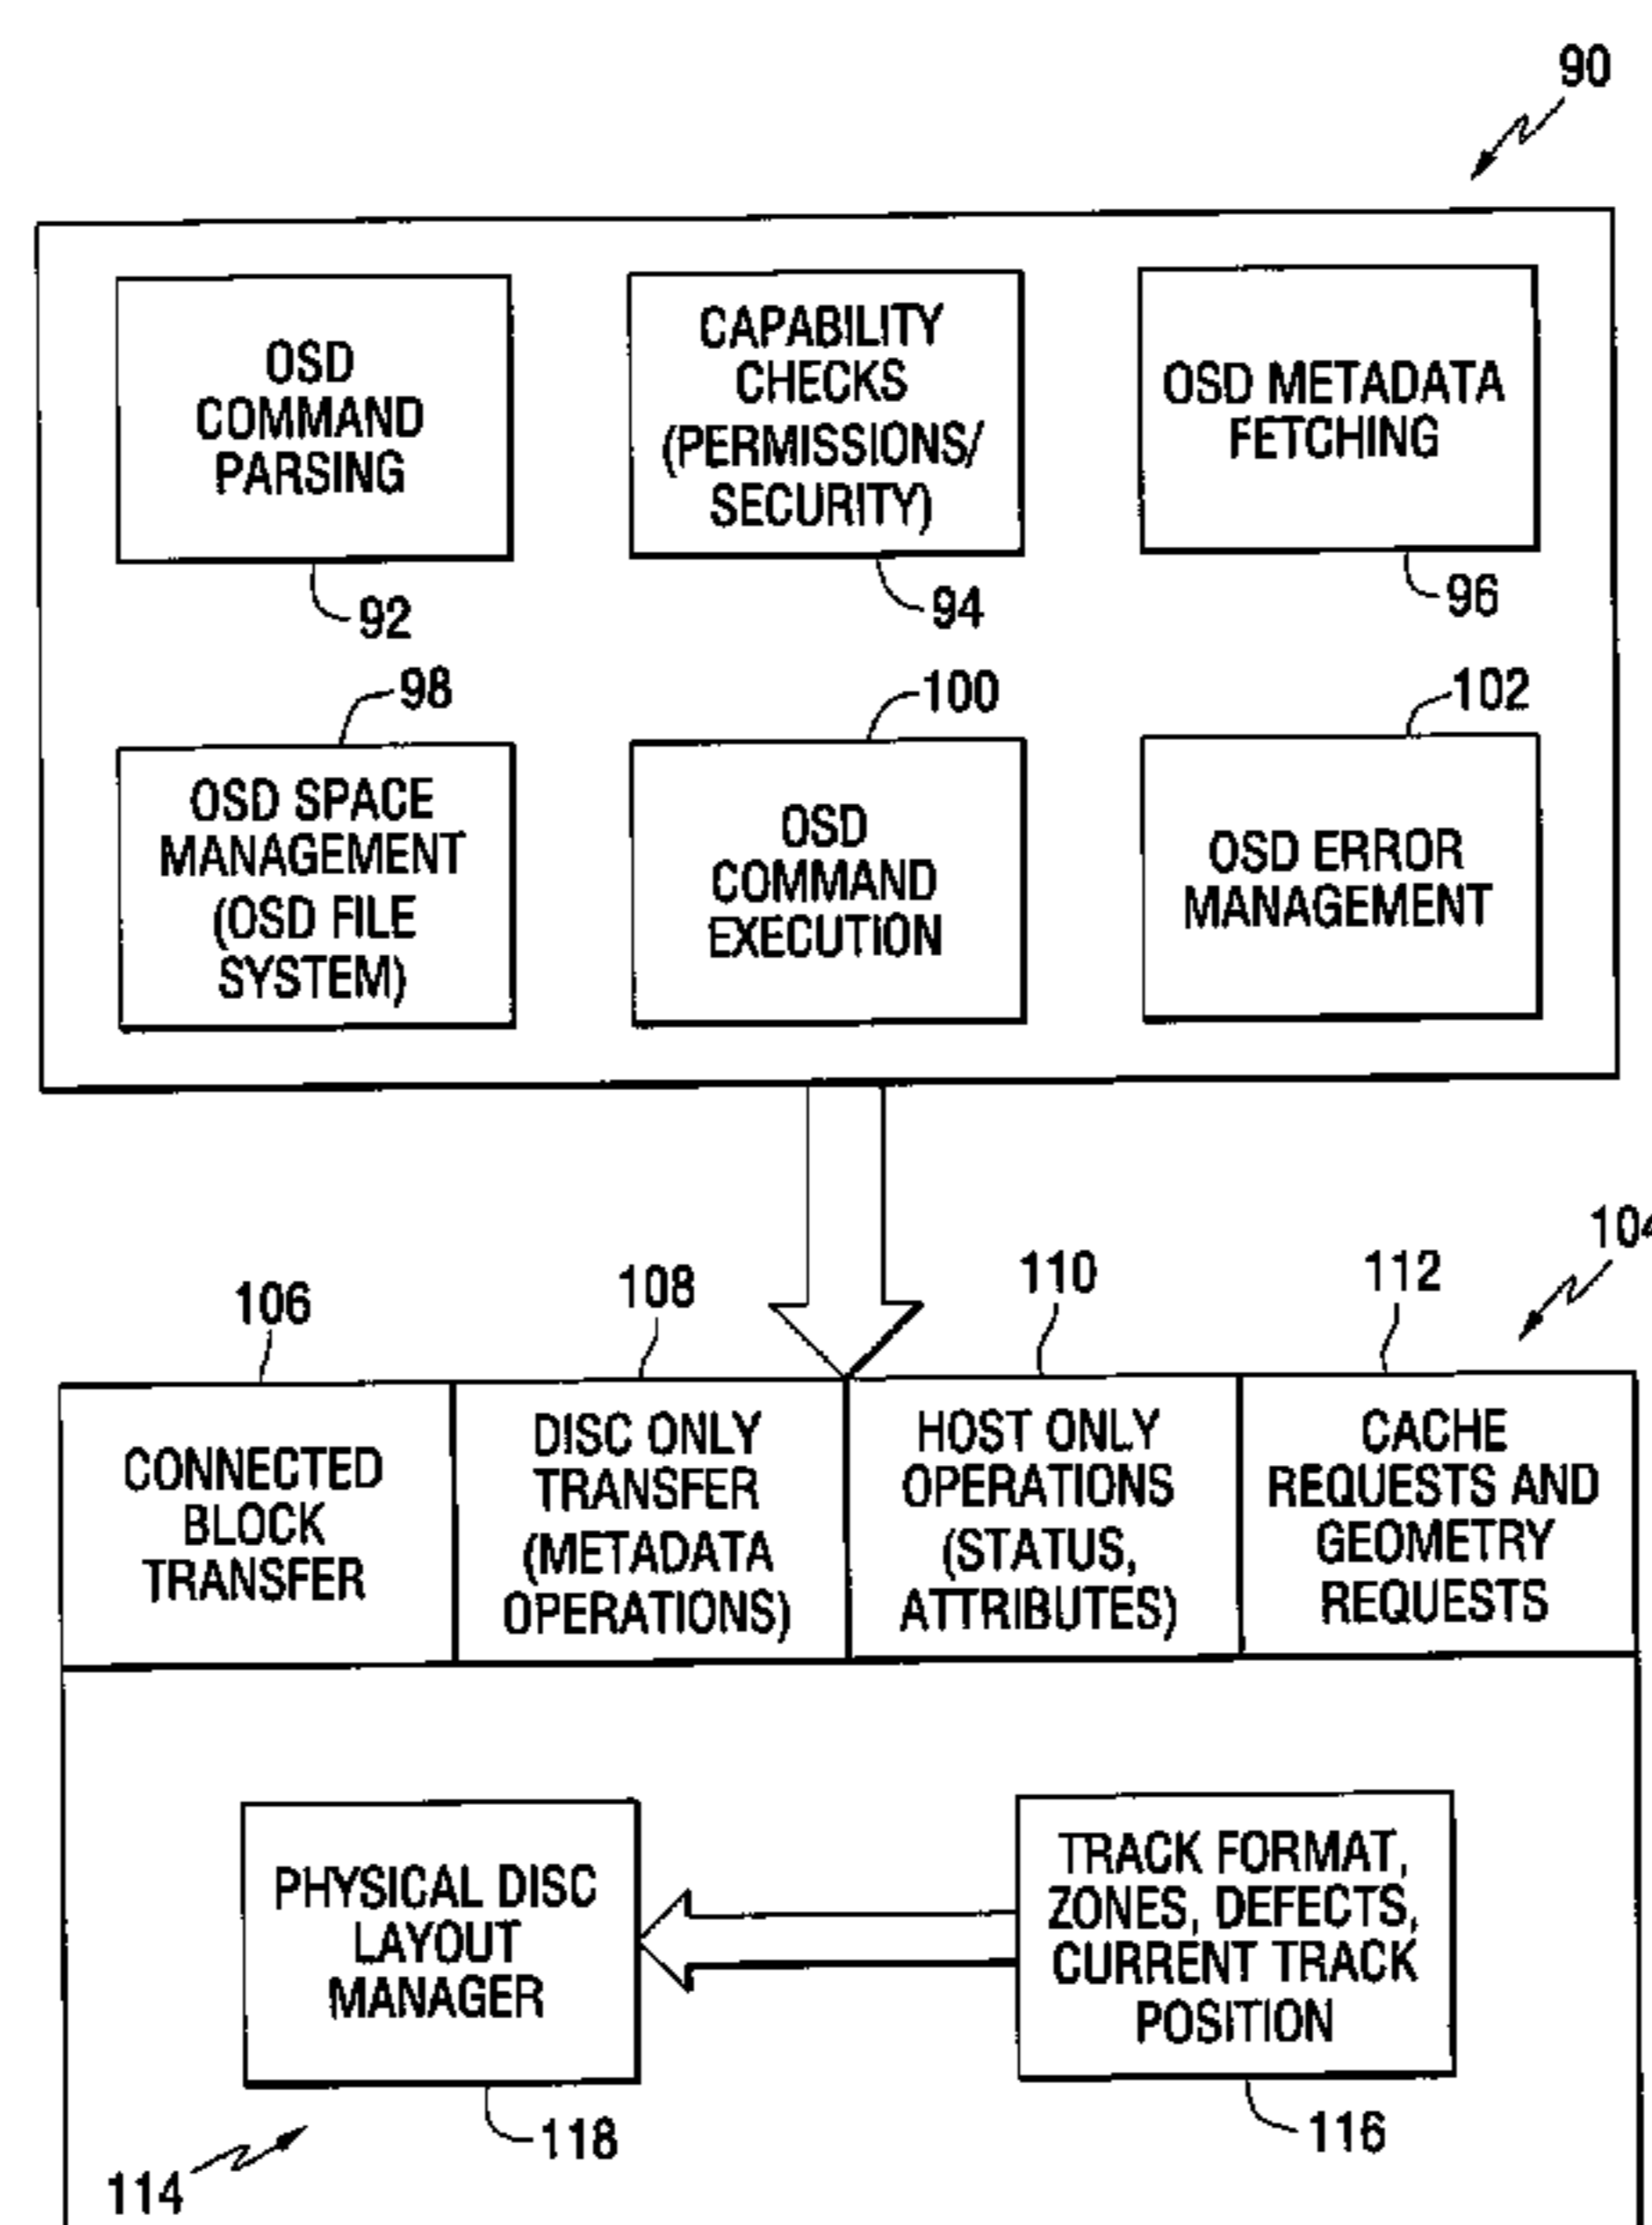 90
OSD
COMMAND
PARSING
92
CAPABILITY
CHECKS
(PERMISSIONS/
SECURITY)
94
OSD METADATA
FETCHING
96
98
OSD SPACE
MANAGEMENT
(OSD FILE
SYSTEM)
100
OSD
COMMAND
EXECUTION
102
OSD ERROR
MANAGEMENT
104
106
CONNECTED
BLOCK
TRANSFER
108
DISC ONLY
TRANSFER
(METADATA
OPERATIONS)
110
HOST ONLY
OPERATIONS
(STATUS,
ATTRIBUTES)
112
CACHE
REQUESTS AND
GEOMETRY
REQUESTS
PHYSICAL DISC
LAYOUT
MANAGER
118
TRACK FORMAT,
ZONES, DEFECTS,
CURRENT TRACK
POSITION
116
114